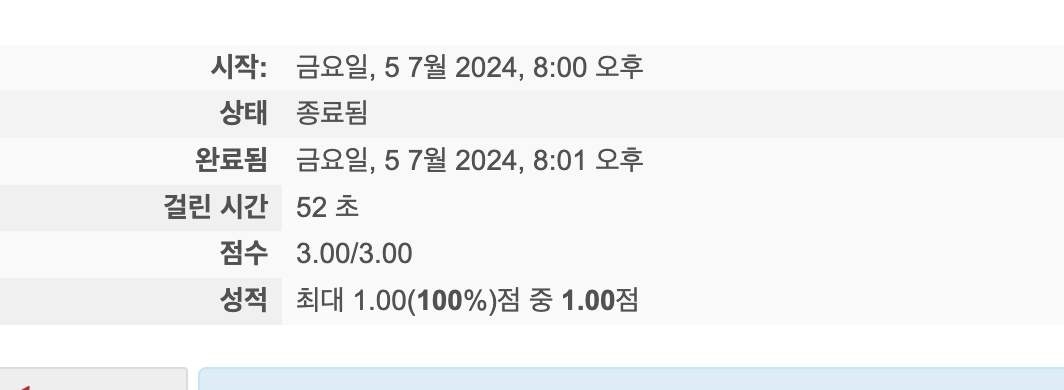 시작: 금요일, 5 7월 2024, 8:00 오후
상태 종료됨
완료됨 금요일, 5 7월 2024, 8:01 오후
걸린 시간 52 초
점수 3.00/3.00
성적 최대 1.00(100%)점 중 1.00점